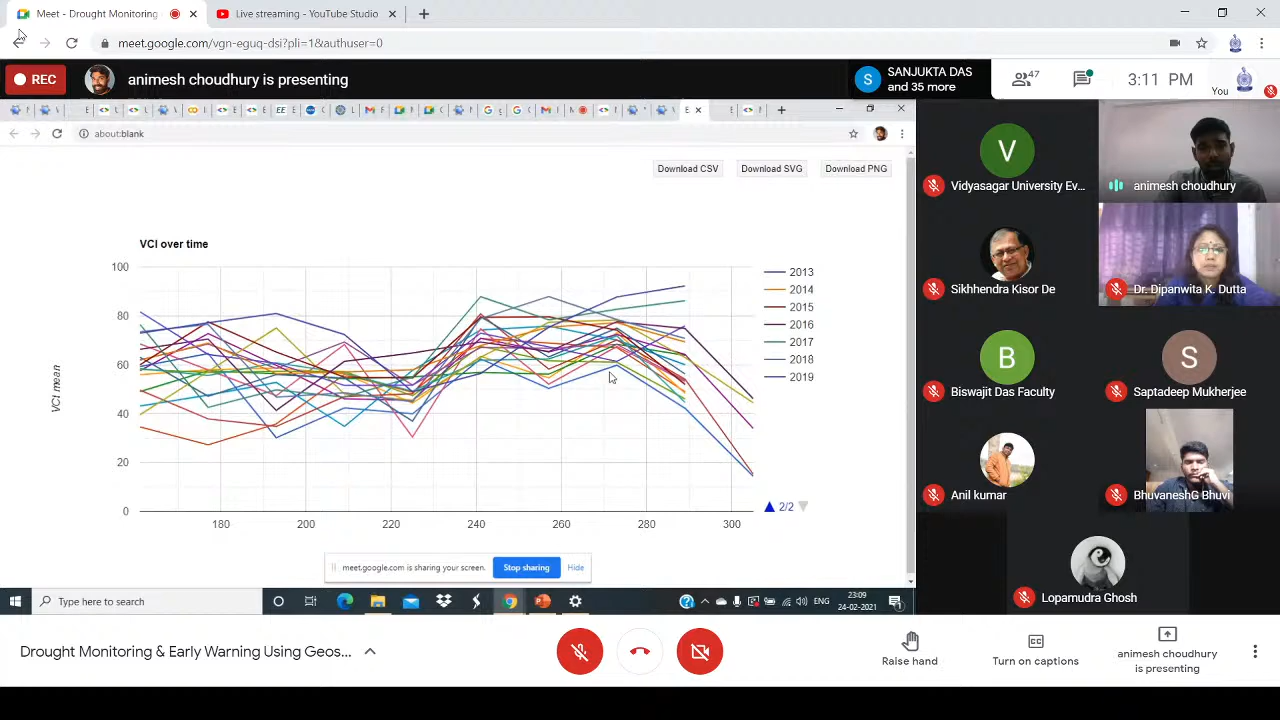 Meet - Drought Monitoring
Live streaming - YouTube Studio
meet.google.com/vgn-eguq-dsi?pli=1&authuser=0
REC
animesh choudhury is presenting
S
SANJUKTA DAS
and 35 more
47
3:11 PM
You
about:blank
Download CSV
Download SVG
Download PNG
VCI over time
VCI mean
100
80
60
40
20
0
180
200
220
240
260
280
300
2013
2014
2015
2016
2017
2018
2019
2/2
meet.google.com is sharing your screen.
Stop sharing
Hide
Type here to search
ENG
23:09
24-02-2021
V
Vidyasagar University Ev...
animesh choudhury
Sikhhendra Kisor De
Dr. Dipanwita K. Dutta
B
Biswajit Das Faculty
S
Saptadeep Mukherjee
Anil kumar
BhuvaneshG Bhuvi
Lopamudra Ghosh
Drought Monitoring & Early Warning Using Geos...
Raise hand
Turn on captions
animesh choudhury
is presenting